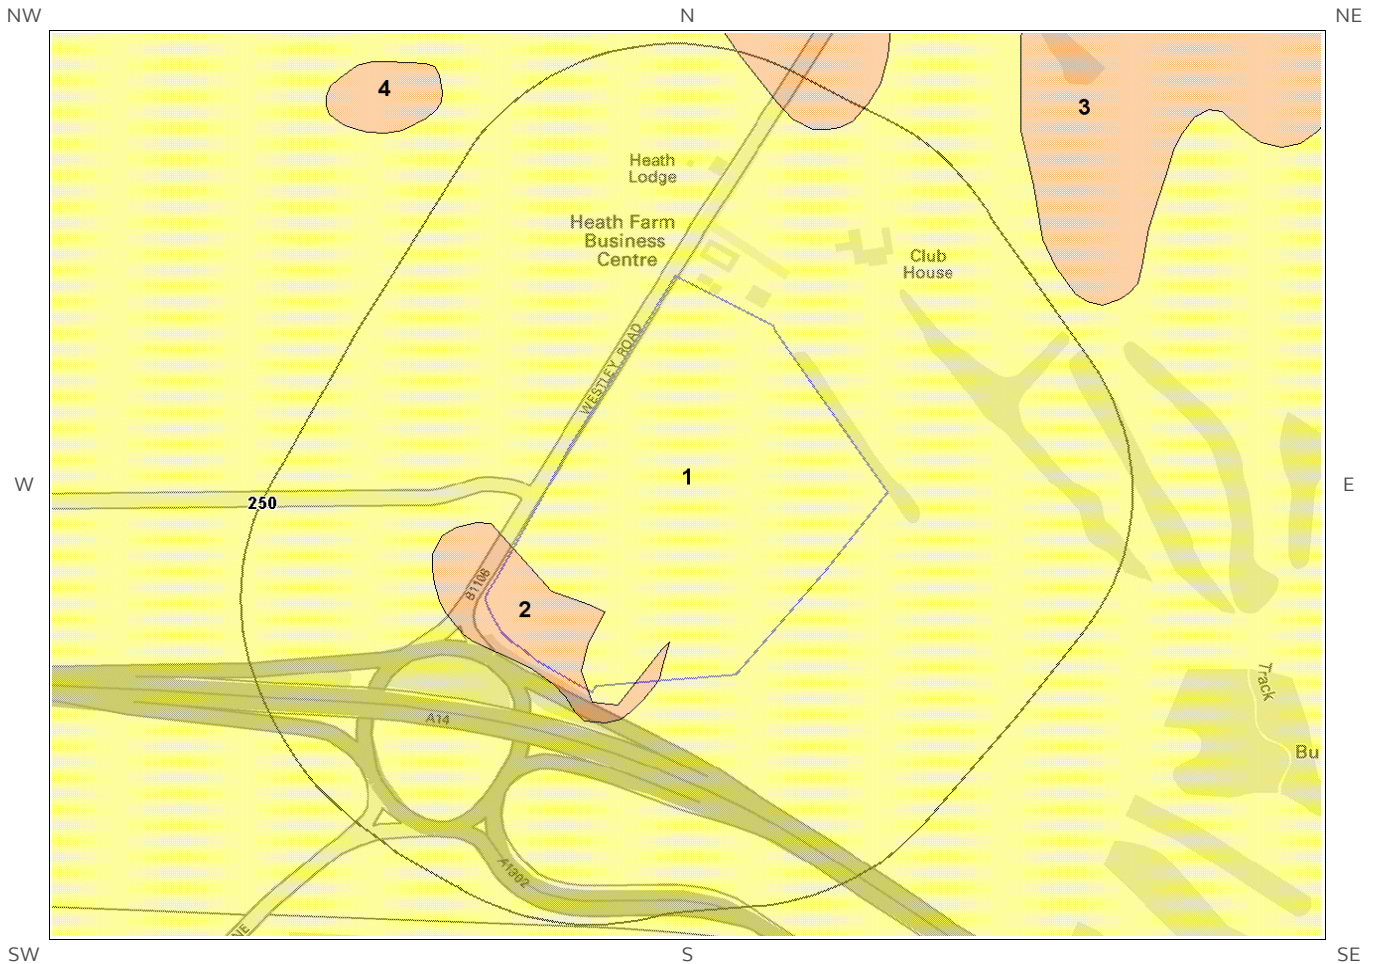 NW
N
NE
4
3
Heath
Lodge
Heath Farm
Business
Centre
Club
House
WESTLEY ROAD
1
W
E
250
B1106
2
Track
A14
Bu
A1302
NE
SW
S
SE